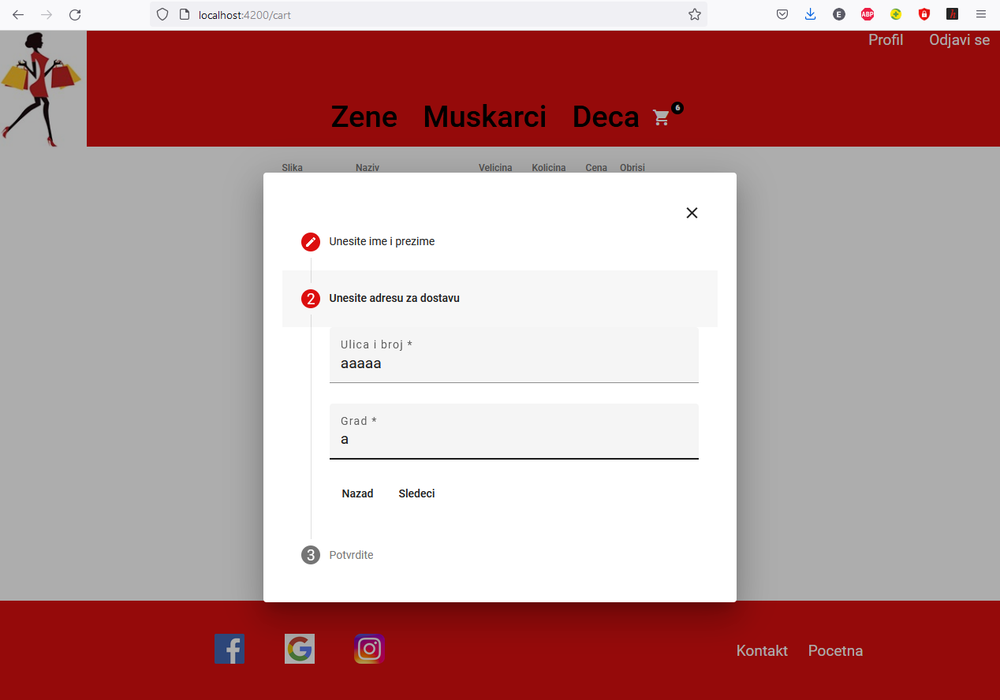 localhost:4200/cart
E
ABP
h
Profil Odjavi se
Zene Muskarci Deca 6
Slika Naziv Velicina Kolicina Cena Obrisi
Unesite ime i prezime
2 Unesite adresu za dostavu
Ulica i broj *
aaaaa
Grad *
a
Nazad Sledeci
3 Potvrdite
f G
Kontakt Pocetna